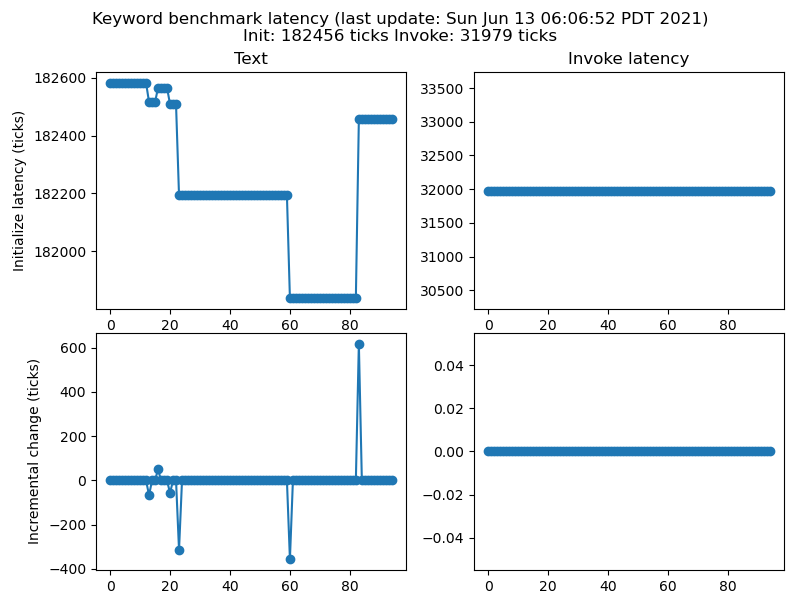 Keyword benchmark latency (last update: Sun Jun 13 06:06:52 PDT 2021)
Init: 182456 ticks Invoke: 31979 ticks
Text
Invoke latency
Initialize latency (ticks)
182600
182400
182200
182000
0 20 40 60 80
33500
33000
32500
32000
31500
31000
30500
0 20 40 60 80
Incremental change (ticks)
600
400
200
0
−200
−400
0 20 40 60 80
0.04
0.02
0.00
−0.02
−0.04
0 20 40 60 80